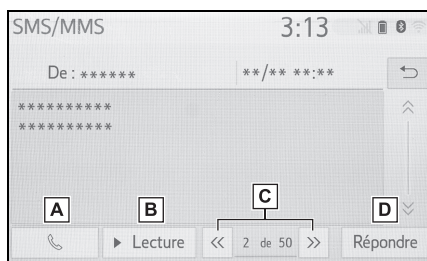 SMS/MMS 3:13
De : ****** **/** **:**
**********
**********
A B C D
Lecture << 2 de 50 >> Répondre